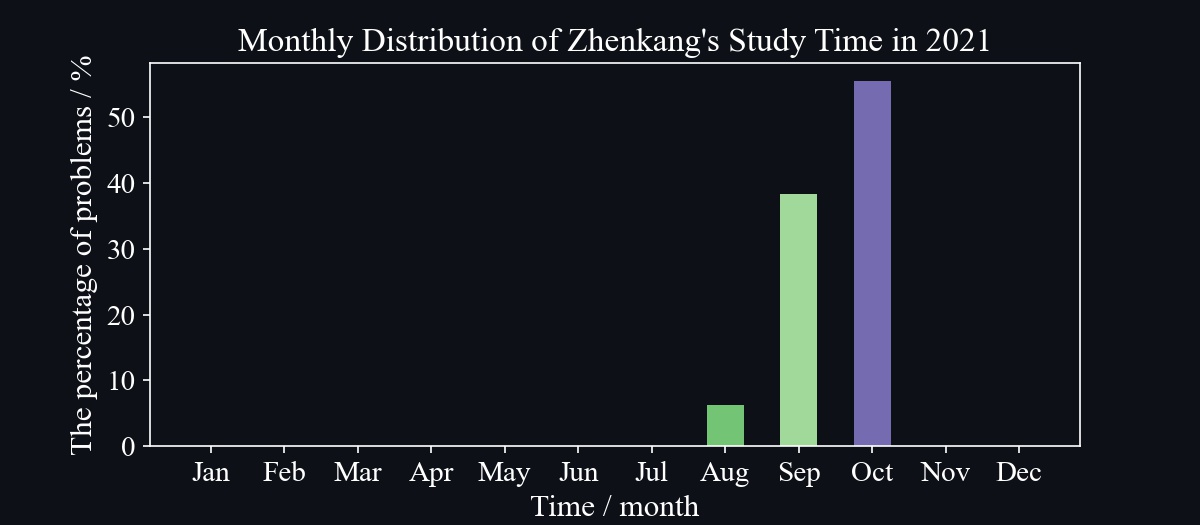 Monthly Distribution of Zhenkang's Study Time in 2021
The percentage of problems / %
50
40
30
20
10
0
Jan Feb Mar Apr May Jun Jul Aug Sep Oct Nov Dec
Time / month